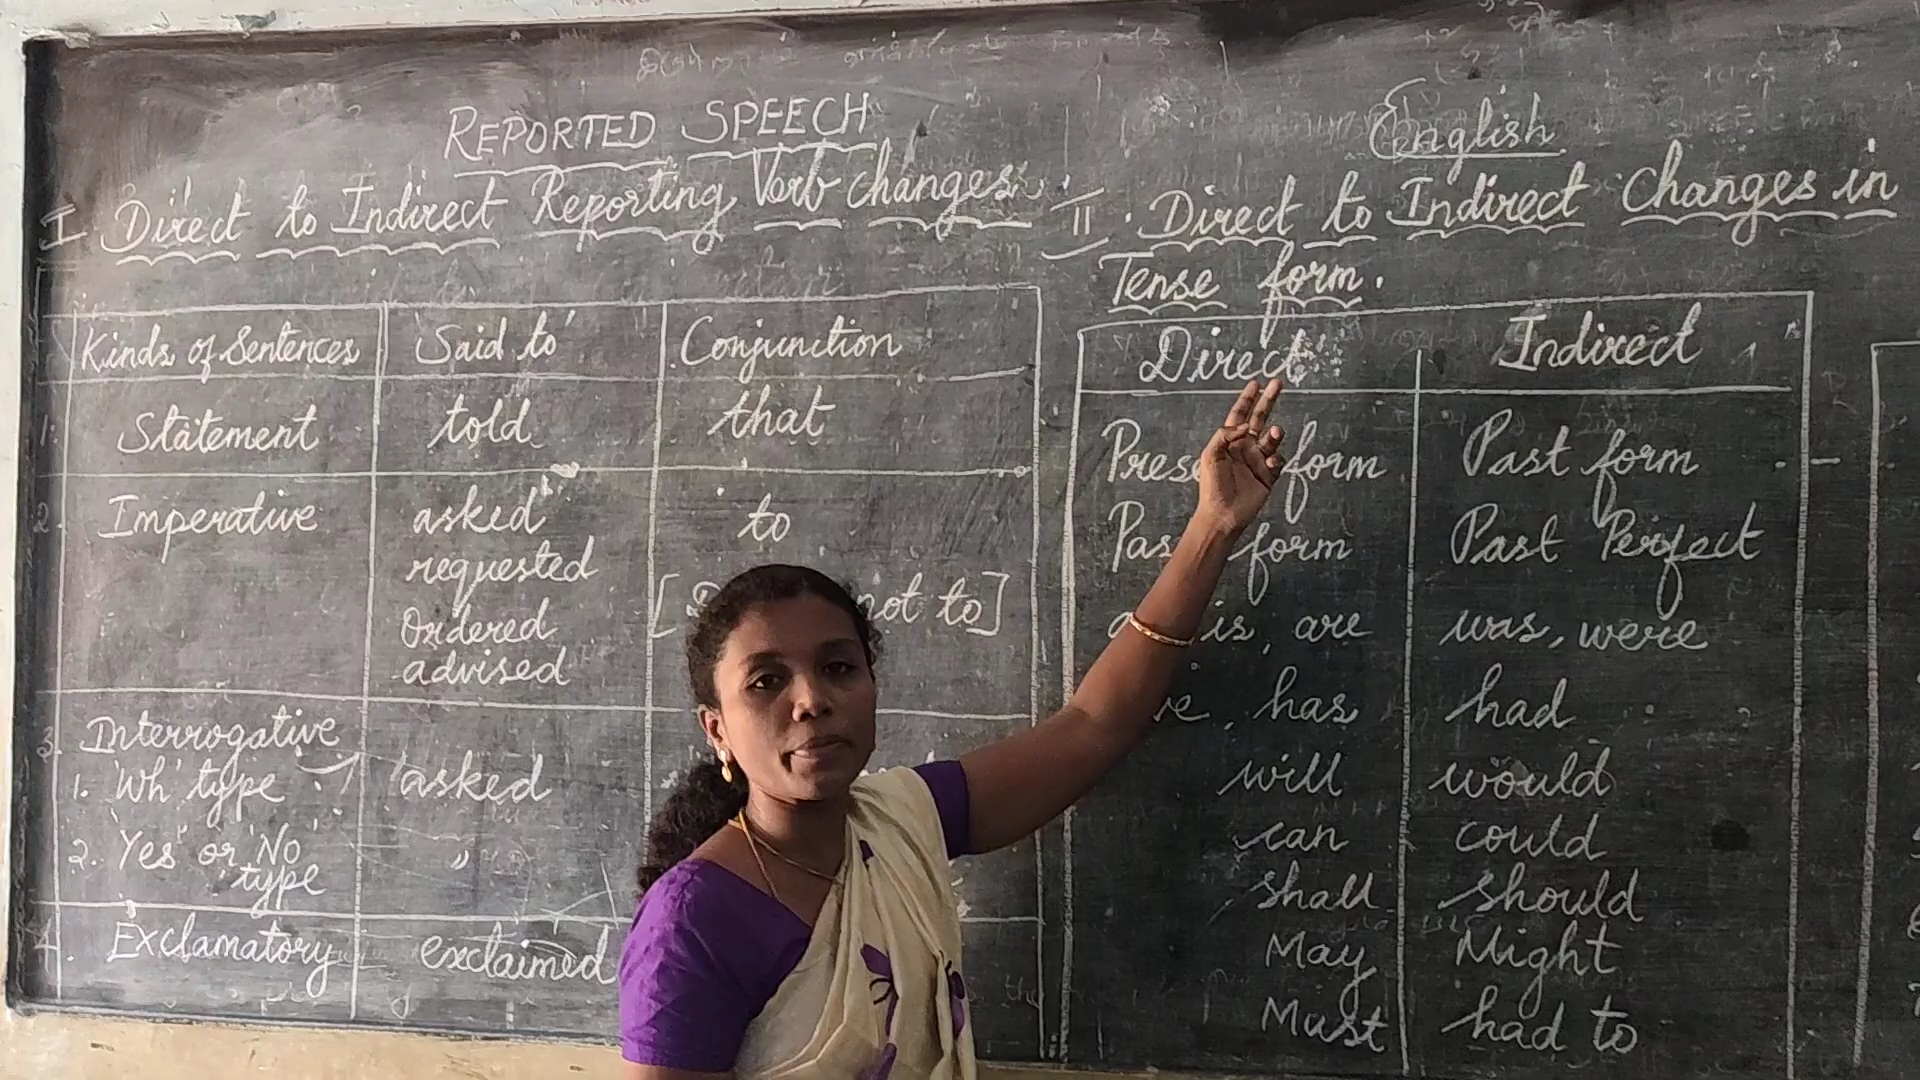 REPORTED SPEECH
I. Direct to Indirect Reporting Verb changes.
Kinds of Sentences 'Said to' Conjunction
1. Statement told that
2. Imperative asked to
requested
[ not to]
Ordered
advised
3. Interrogative
1. 'Wh' type asked
2. 'Yes' or 'No' "
type
4. Exclamatory exclaimed
English
II. Direct to Indirect Changes in
Tense form.
Direct Indirect
form Past form
form Past Perfect
is, are was, were
has had
will would
can could
shall should
May Might
Must had to